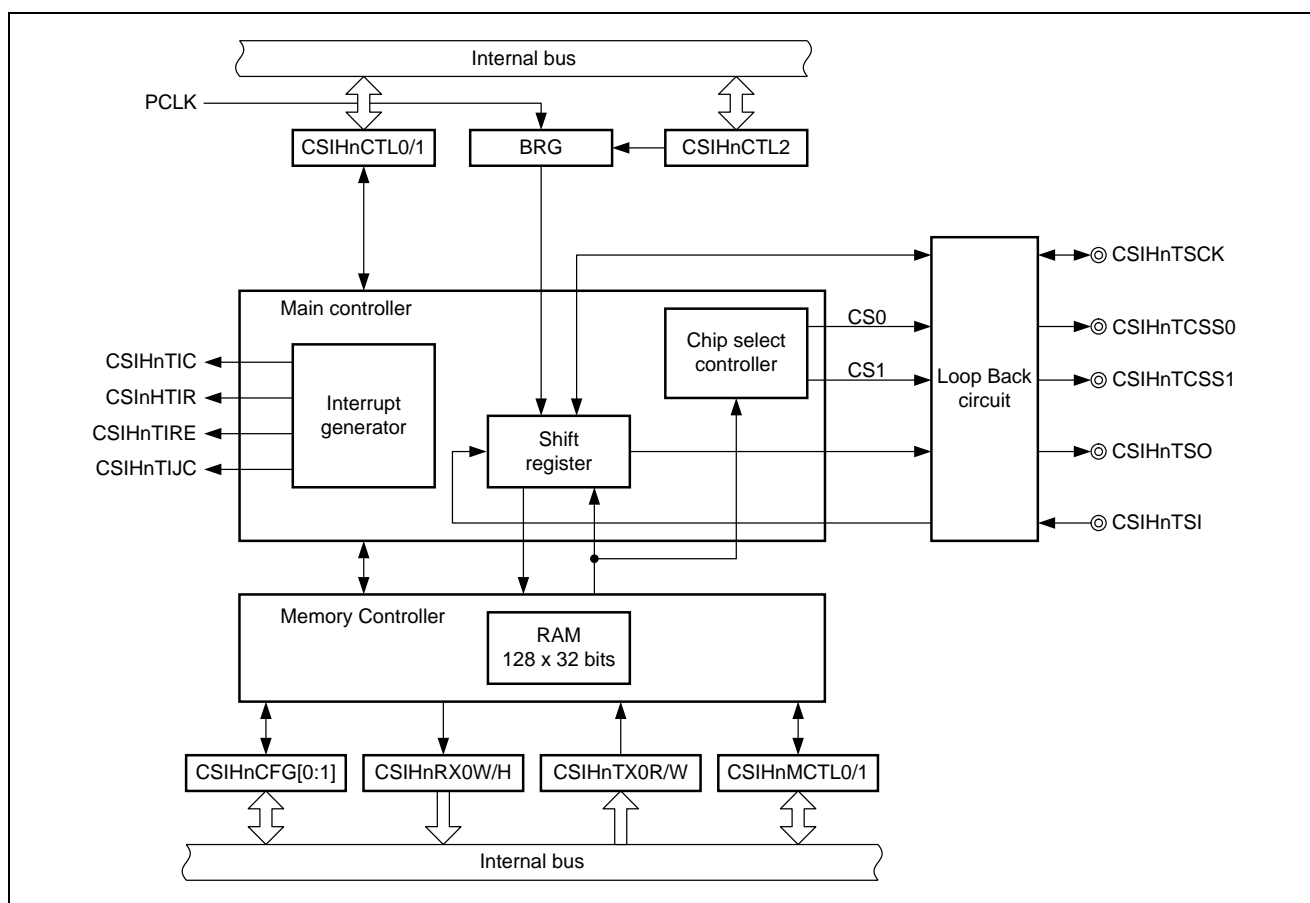 Internal bus
PCLK
CSIHnCTL0/1
BRG
CSIHnCTL2
CSIHnTSCK
Main controller
CS0
CSIHnTCSS0
Chip select
controller
CSIHnTIC
CS1
CSIHnTCSS1
Loop Back
circuit
CSInHTIR
Interrupt
generator
CSIHnTIRE
Shift
register
CSIHnTSO
CSIHnTIJC
CSIHnTSI
Memory Controller
RAM
128 x 32 bits
CSIHnCFG[0:1]
CSIHnRX0W/H
CSIHnTX0R/W
CSIHnMCTL0/1
Internal bus